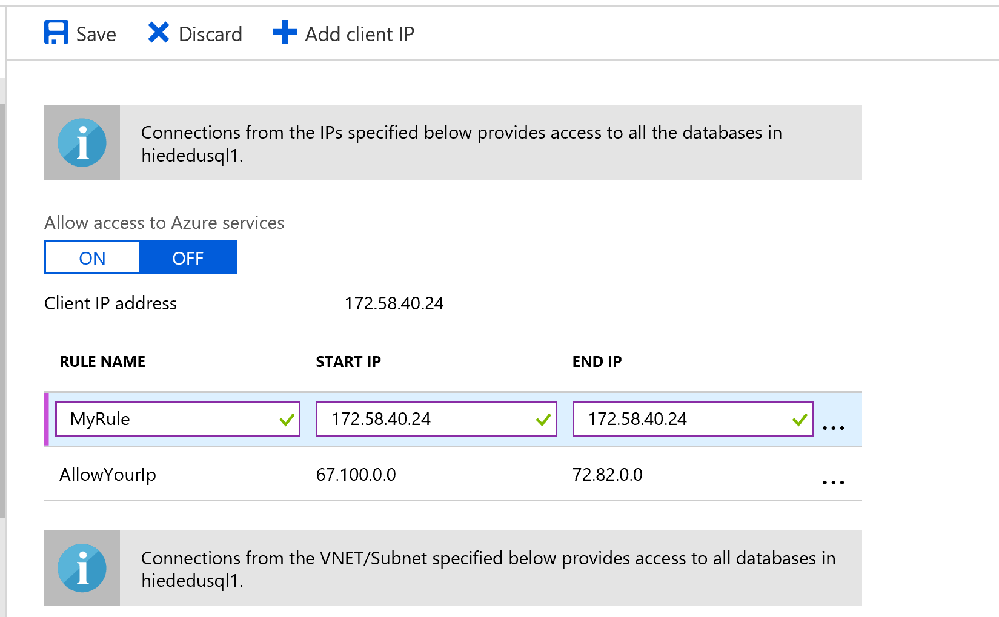 Save Discard Add client IP
Connections from the IPs specified below provides access to all the databases in
hiededusql1.
Allow access to Azure services
ON OFF
Client IP address 172.58.40.24
RULE NAME START IP END IP
MyRule 172.58.40.24 172.58.40.24 ...
AllowYourIp 67.100.0.0 72.82.0.0 ...
Connections from the VNET/Subnet specified below provides access to all databases in
hiededusql1.